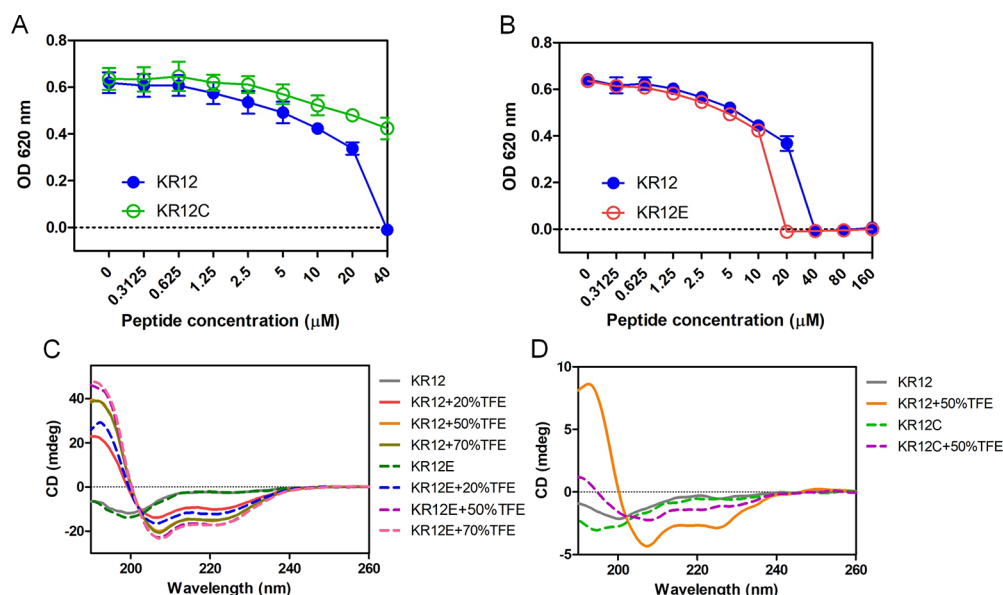 A
0.8
0.6
0.4
0.2
0.0
OD 620 nm
KR12
KR12C
0
0.3125
0.625
1.25
2.5
5
10
20
40
Peptide concentration (μM)
B
0.8
0.6
0.4
0.2
0.0
OD 620 nm
KR12
KR12E
0
0.3125
0.625
1.25
2.5
5
10
20
40
80
160
Peptide concentration (μM)
C
40
20
0
-20
CD (mdeg)
200
220
240
260
Wavelength (nm)
KR12
KR12+20%TFE
KR12+50%TFE
KR12+70%TFE
KR12E
KR12E+20%TFE
KR12E+50%TFE
KR12E+70%TFE
D
10
5
0
-5
CD (mdeg)
200
220
240
260
Wavelength (nm)
KR12
KR12+50%TFE
KR12C
KR12C+50%TFE